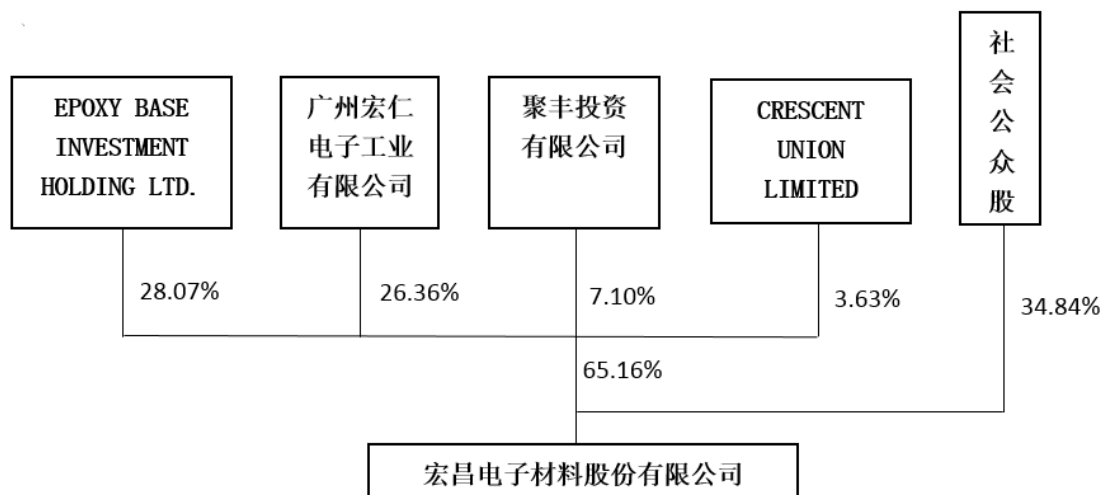 EPOXY BASE
INVESTMENT
HOLDING LTD.
广州宏仁
电子工业
有限公司
聚丰投资
有限公司
CRESCENT
UNION
LIMITED
社
会
公
众
股
28.07%
26.36%
7.10%
3.63%
34.84%
65.16%
宏昌电子材料股份有限公司